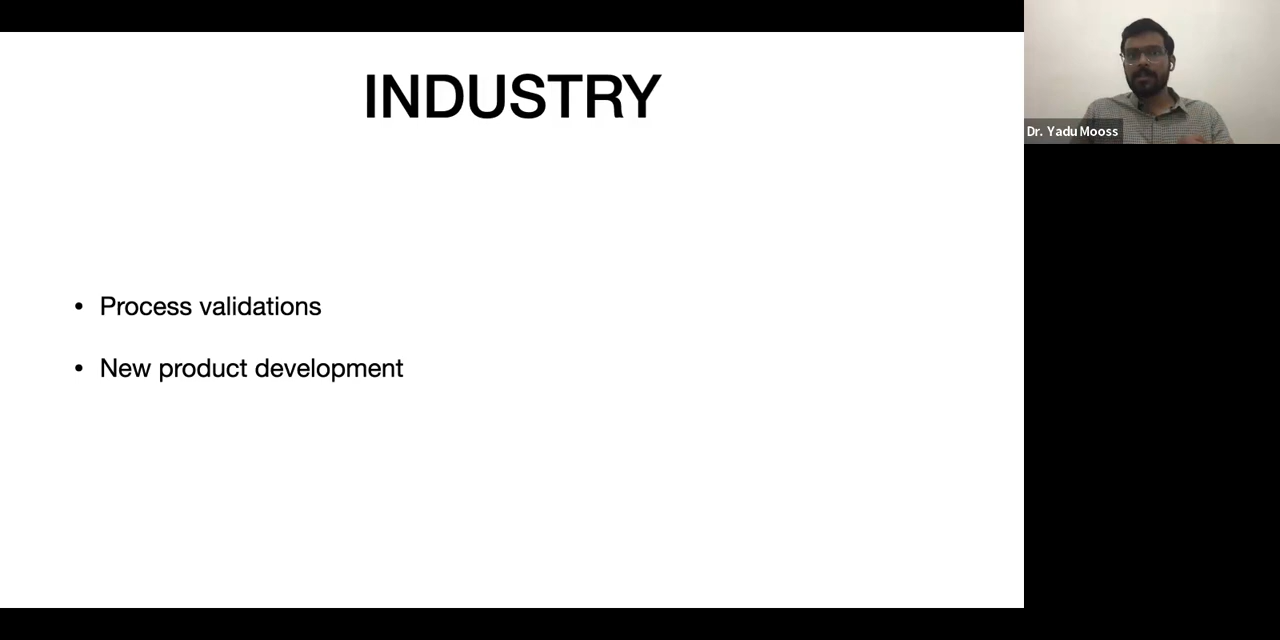 INDUSTRY
• Process validations
• New product development
Dr. Yadu Mooss